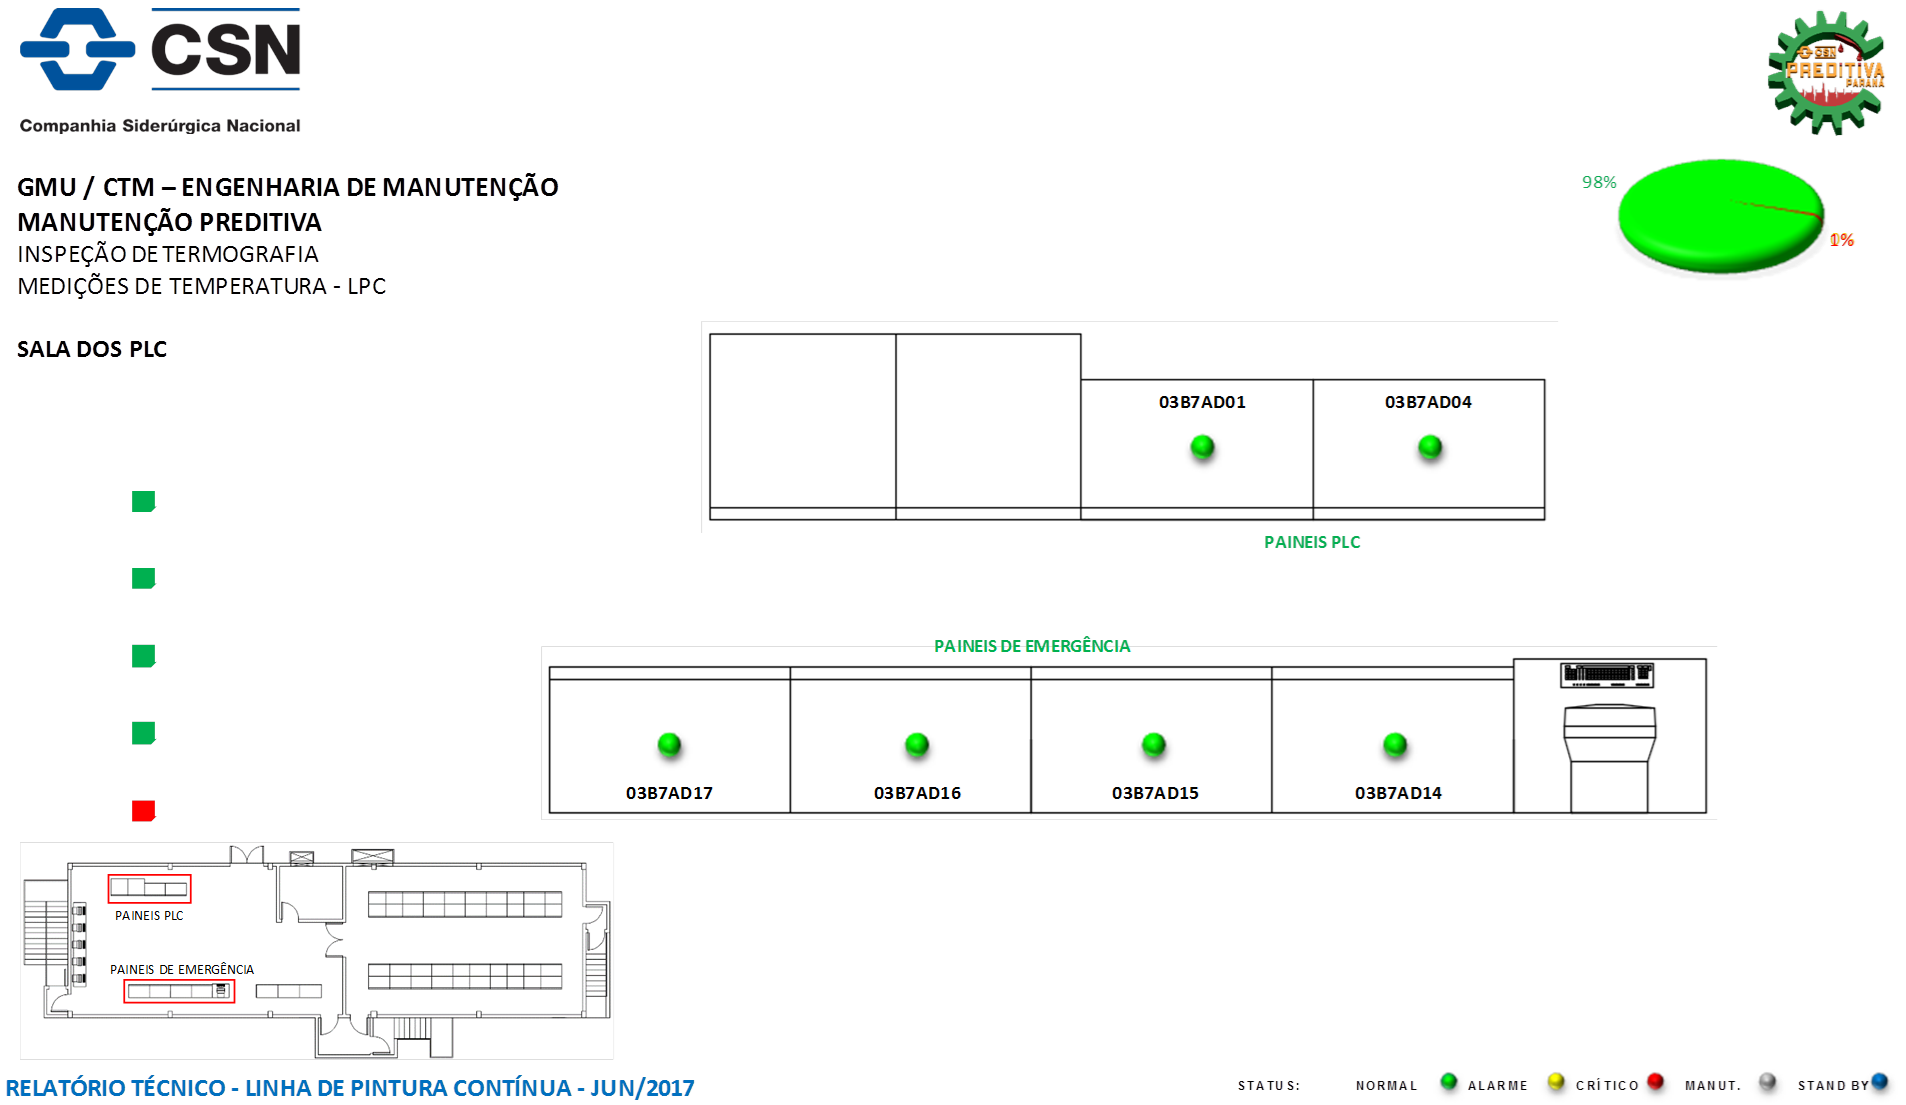 CSN
Companhia Siderúrgica Nacional
CSN
PREDITIVA
PARANÁ
GMU / CTM – ENGENHARIA DE MANUTENÇÃO
MANUTENÇÃO PREDITIVA
INSPEÇÃO DE TERMOGRAFIA
MEDIÇÕES DE TEMPERATURA - LPC
98%
1%
SALA DOS PLC
03B7AD01
03B7AD04
PAINEIS PLC
PAINEIS DE EMERGÊNCIA
03B7AD17
03B7AD16
03B7AD15
03B7AD14
PAINEIS PLC
PAINEIS DE EMERGÊNCIA
RELATÓRIO TÉCNICO - LINHA DE PINTURA CONTÍNUA - JUN/2017
STATUS: NORMAL ALARME CRÍTICO MANUT. STAND BY